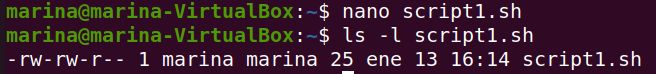 marina@marina-VirtualBox:~$ nano script1.sh
marina@marina-VirtualBox:~$ ls -l script1.sh
-rw-rw-r-- 1 marina marina 25 ene 13 16:14 script1.sh